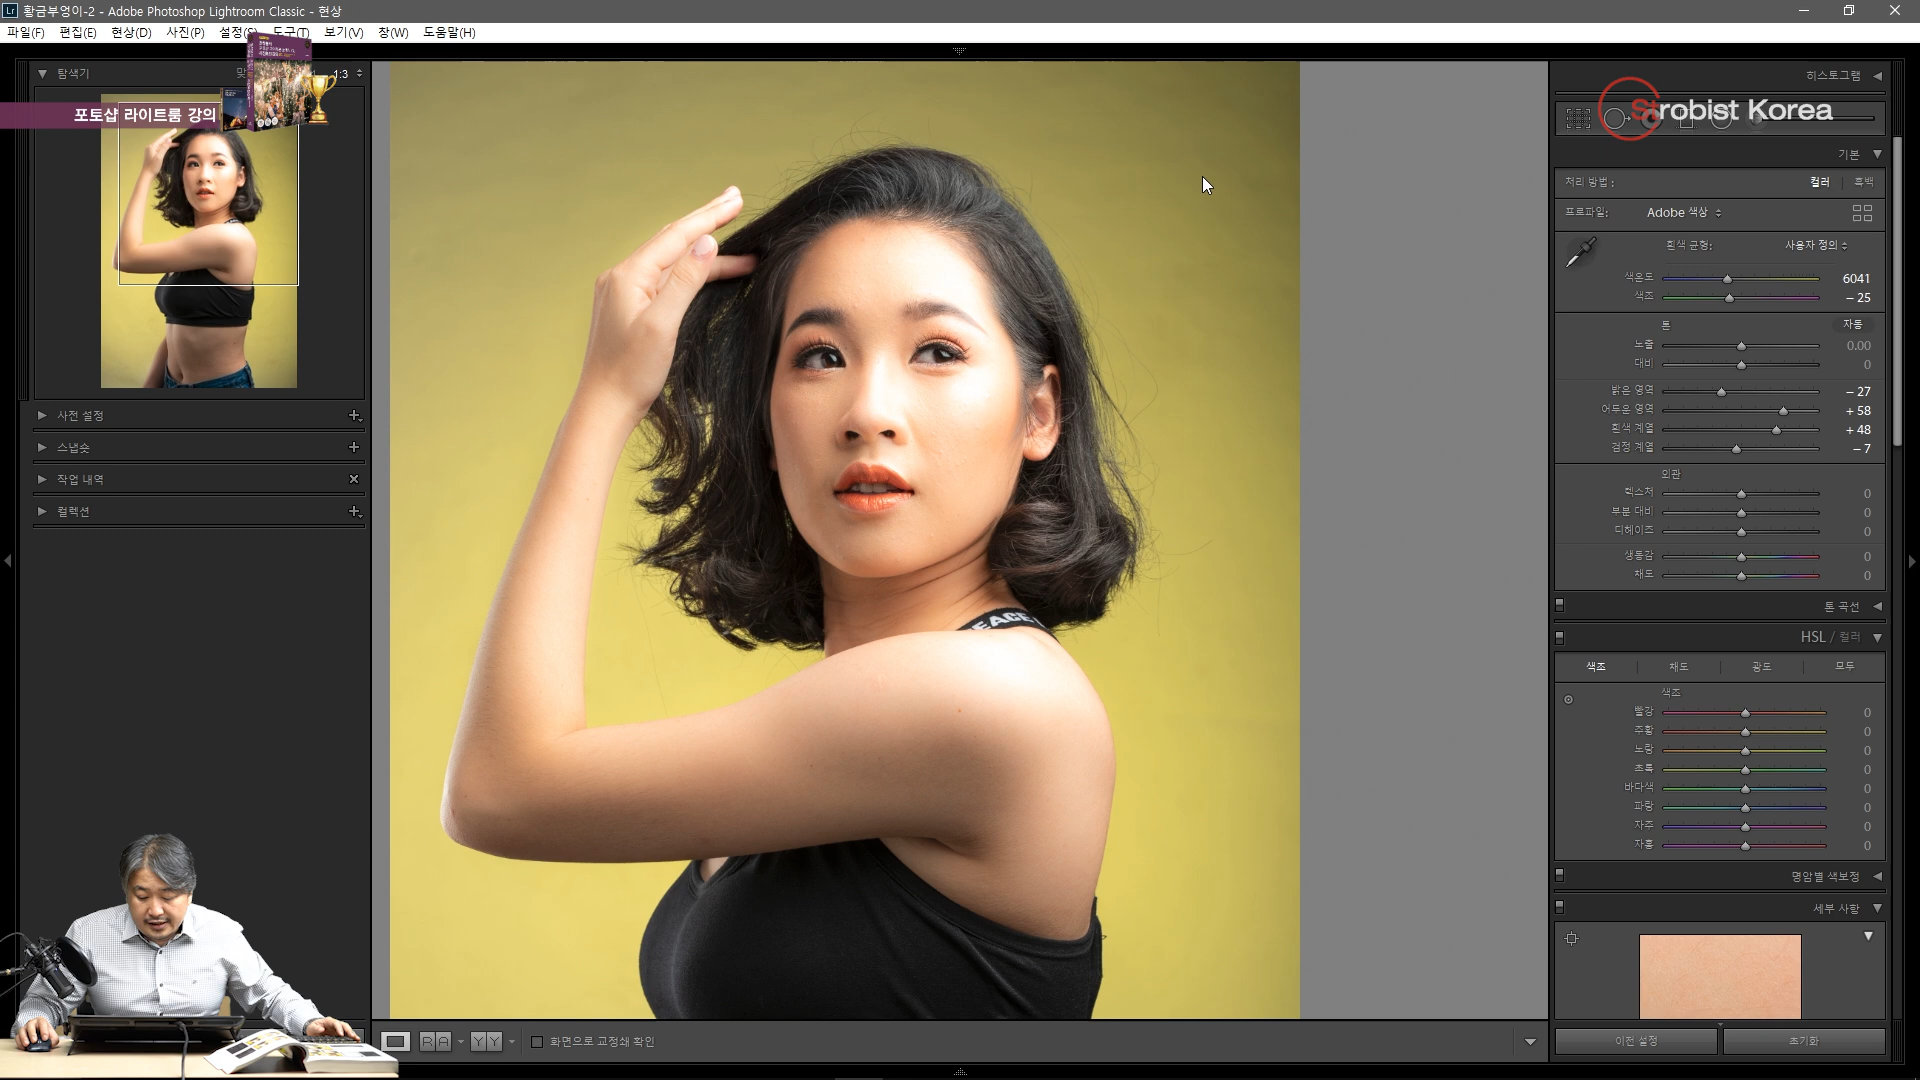 Lr 황금부엉이-2 - Adobe Photoshop Lightroom Classic - 현상
파일(F) 편집(E) 현상(D) 사진(P) 설정(S) 도구(T) 보기(V) 창(W) 도움말(H)
탐색기 1:3
포토샵 라이트룸 강의
사전 설정
스냅숏
작업 내역
컬렉션
EACE
화면으로 교정쇄 확인
히스토그램
Strobist Korea
기본
처리 방법 : 컬러 흑백
프로파일: Adobe 색상
흰색 균형: 사용자 정의
색온도 6041
색조 – 25
톤 자동
노출 0.00
대비 0
밝은 영역 – 27
어두운 영역 + 58
흰색 계열 + 48
검정 계열 – 7
외관
텍스처 0
부분 대비 0
디헤이즈 0
생동감 0
채도 0
톤 곡선
HSL / 컬러
색조 채도 광도 모두
색조
빨강 0
주황 0
노랑 0
초록 0
바다색 0
파랑 0
자주 0
자홍 0
명암별 색보정
세부 사항
이전 설정 초기화